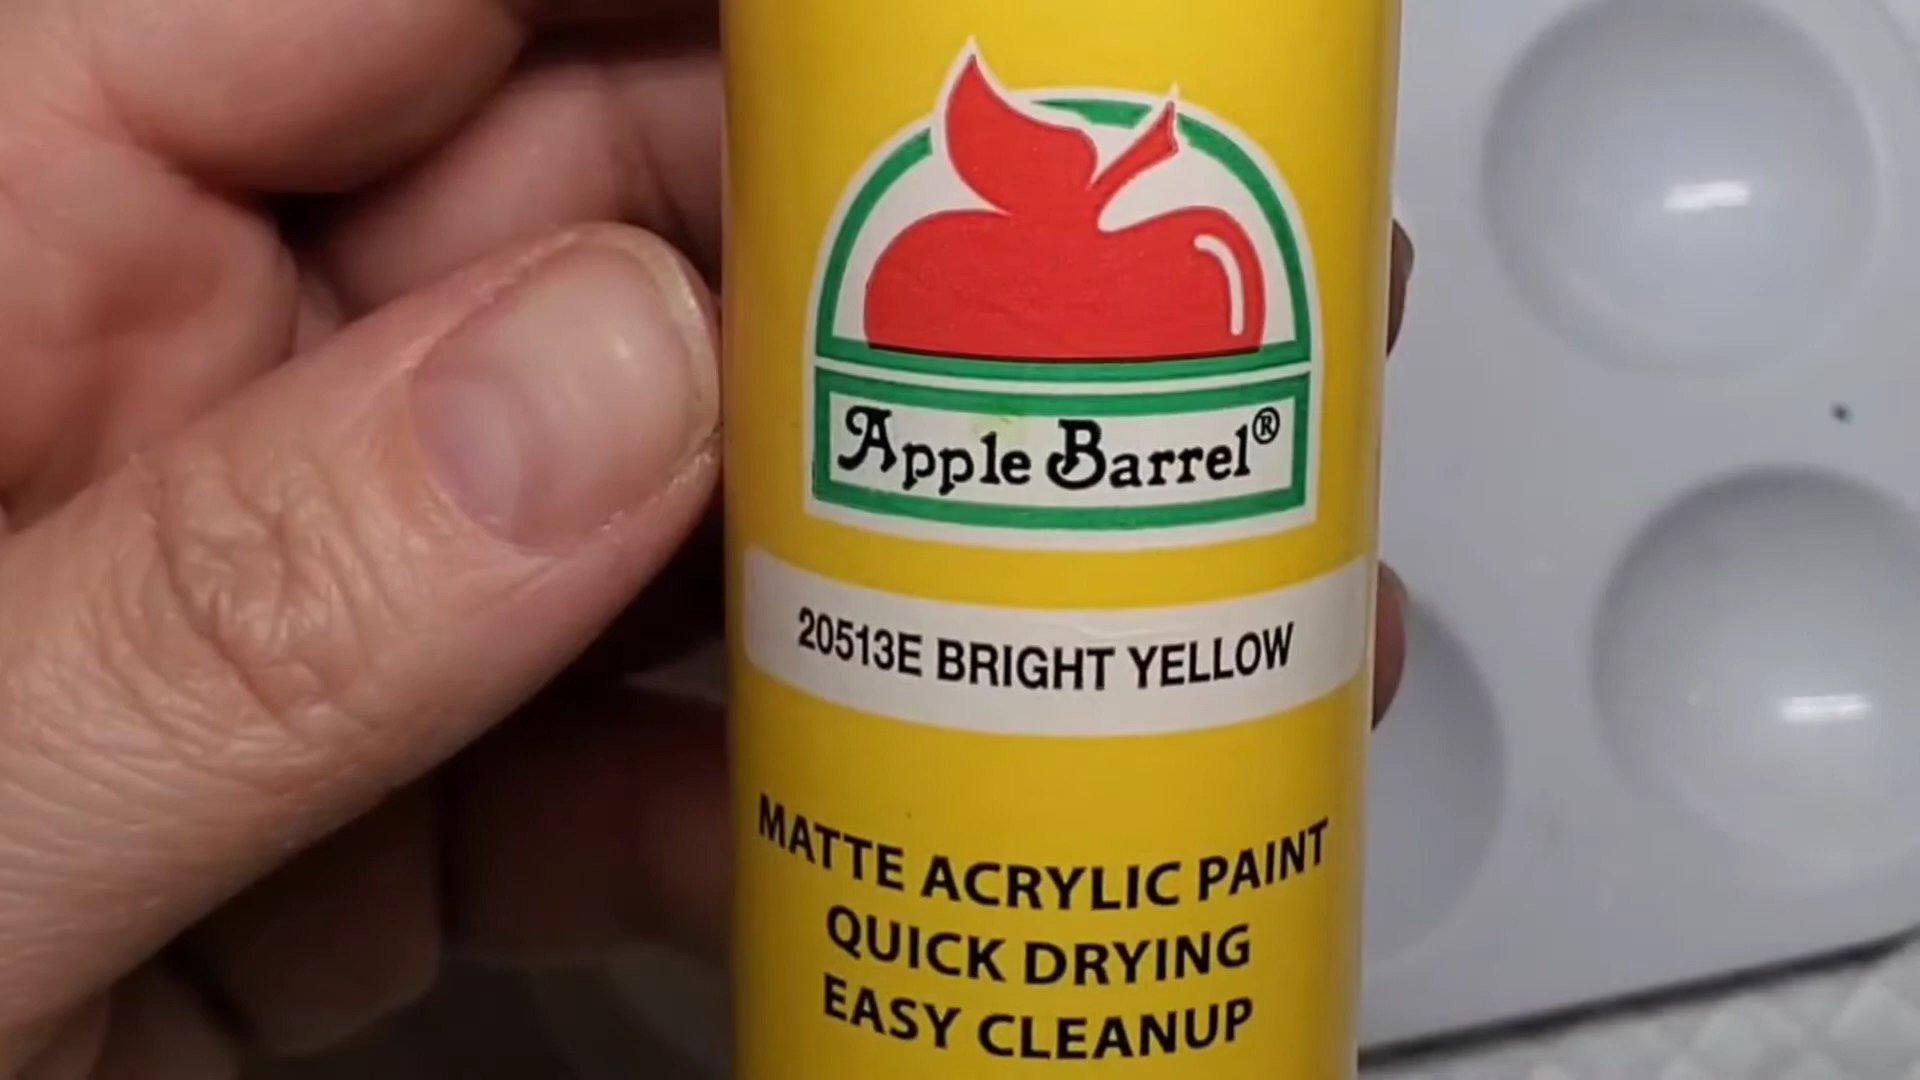 Apple Barrel®
20513E BRIGHT YELLOW
MATTE ACRYLIC PAINT
QUICK DRYING
EASY CLEANUP